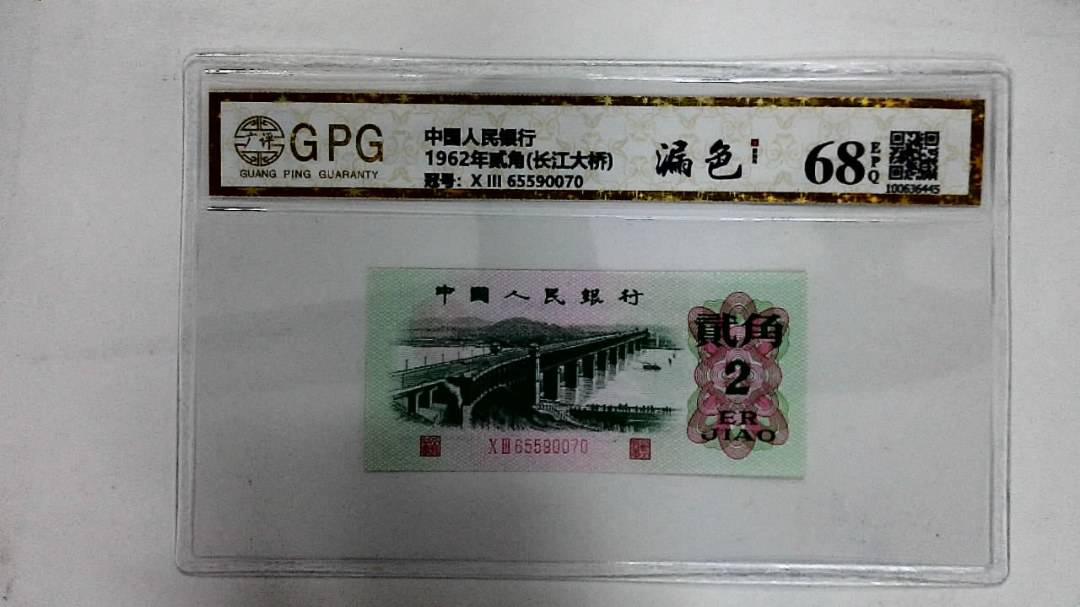 广评
GPG
GUANG PING GUARANTY
中国人民银行
1962年贰角(长江大桥)
冠号: X III 65590070
漏色
68
EPQ
100636445
中國人民銀行
貳角
2
ER
JIAO
X III 65590070